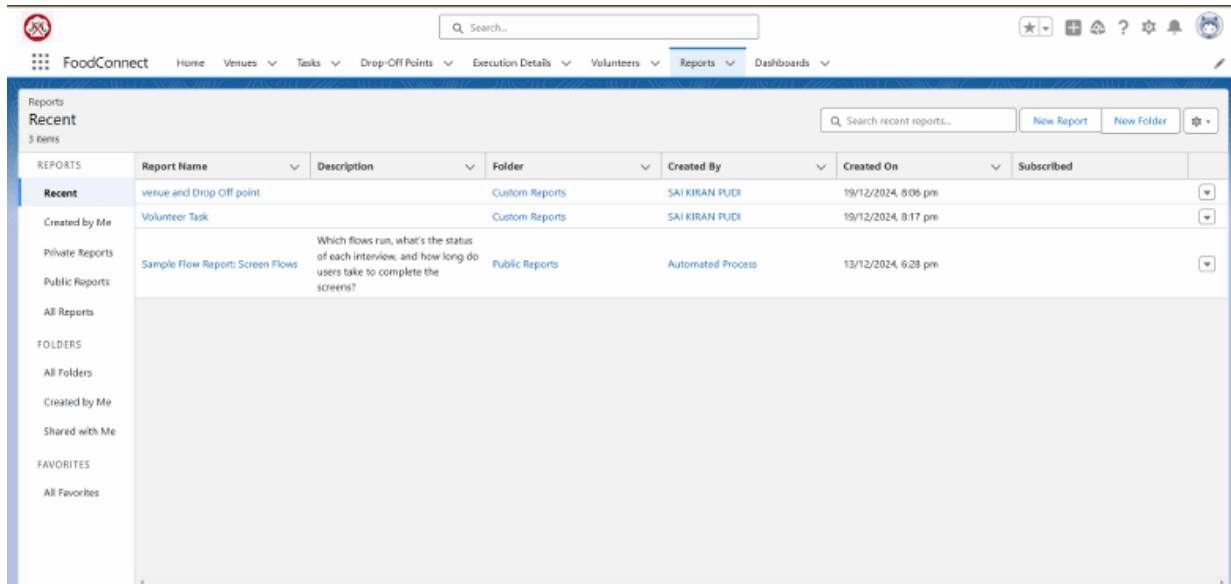 Search...
FoodConnect Home Venues Tasks Drop-Off Points Execution Details Volunteers Reports Dashboards
Reports
Recent
3 items
Search recent reports...
New Report
New Folder
REPORTS
Recent
Created by Me
Private Reports
Public Reports
All Reports
FOLDERS
All Folders
Created by Me
Shared with Me
FAVORITES
All Favorites
Report Name Description Folder Created By Created On Subscribed
venue and Drop Off point Custom Reports SAI KIRAN PUDI 19/12/2024, 8:06 pm
Volunteer Task Custom Reports SAI KIRAN PUDI 19/12/2024, 8:17 pm
Sample Flow Report: Screen Flows
Which flows run, what's the status
of each interview, and how long do
users take to complete the
screens?
Public Reports Automated Process 13/12/2024, 6:28 pm